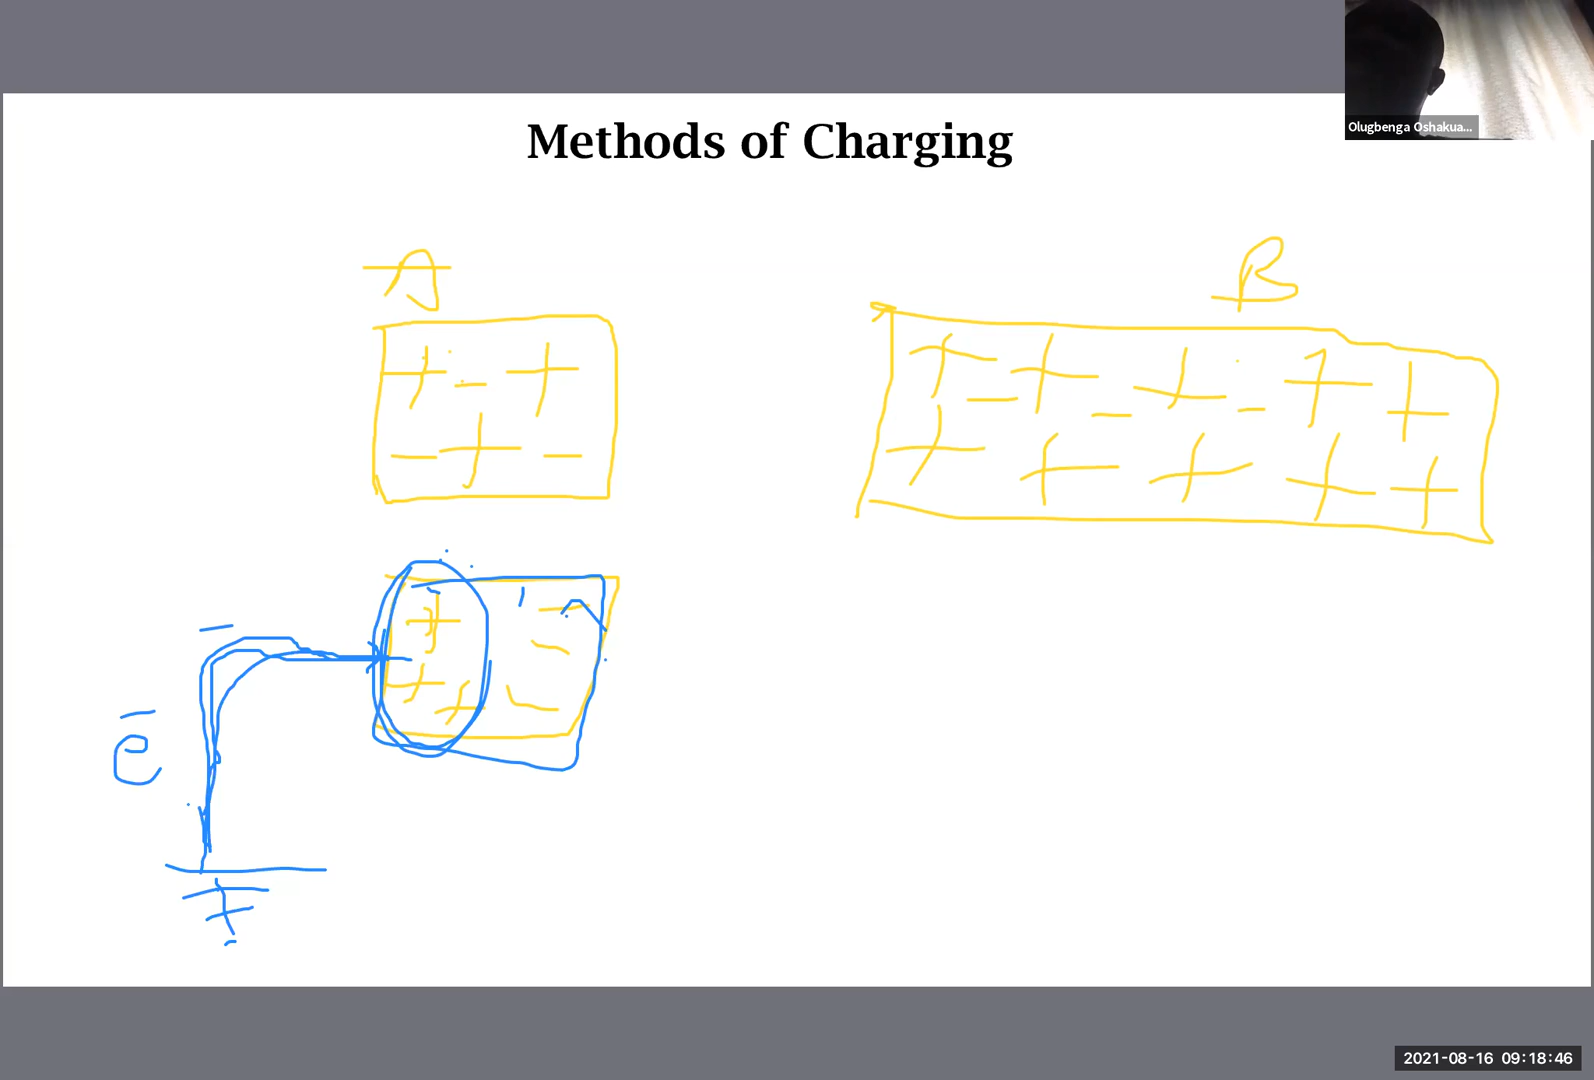 Olugbenga Oshakua...
Methods of Charging
A
B
+ - +
- + -
+ - + - + - + +
+ + + + +
+ -
+ + -
-
e
2021-08-16 09:18:46